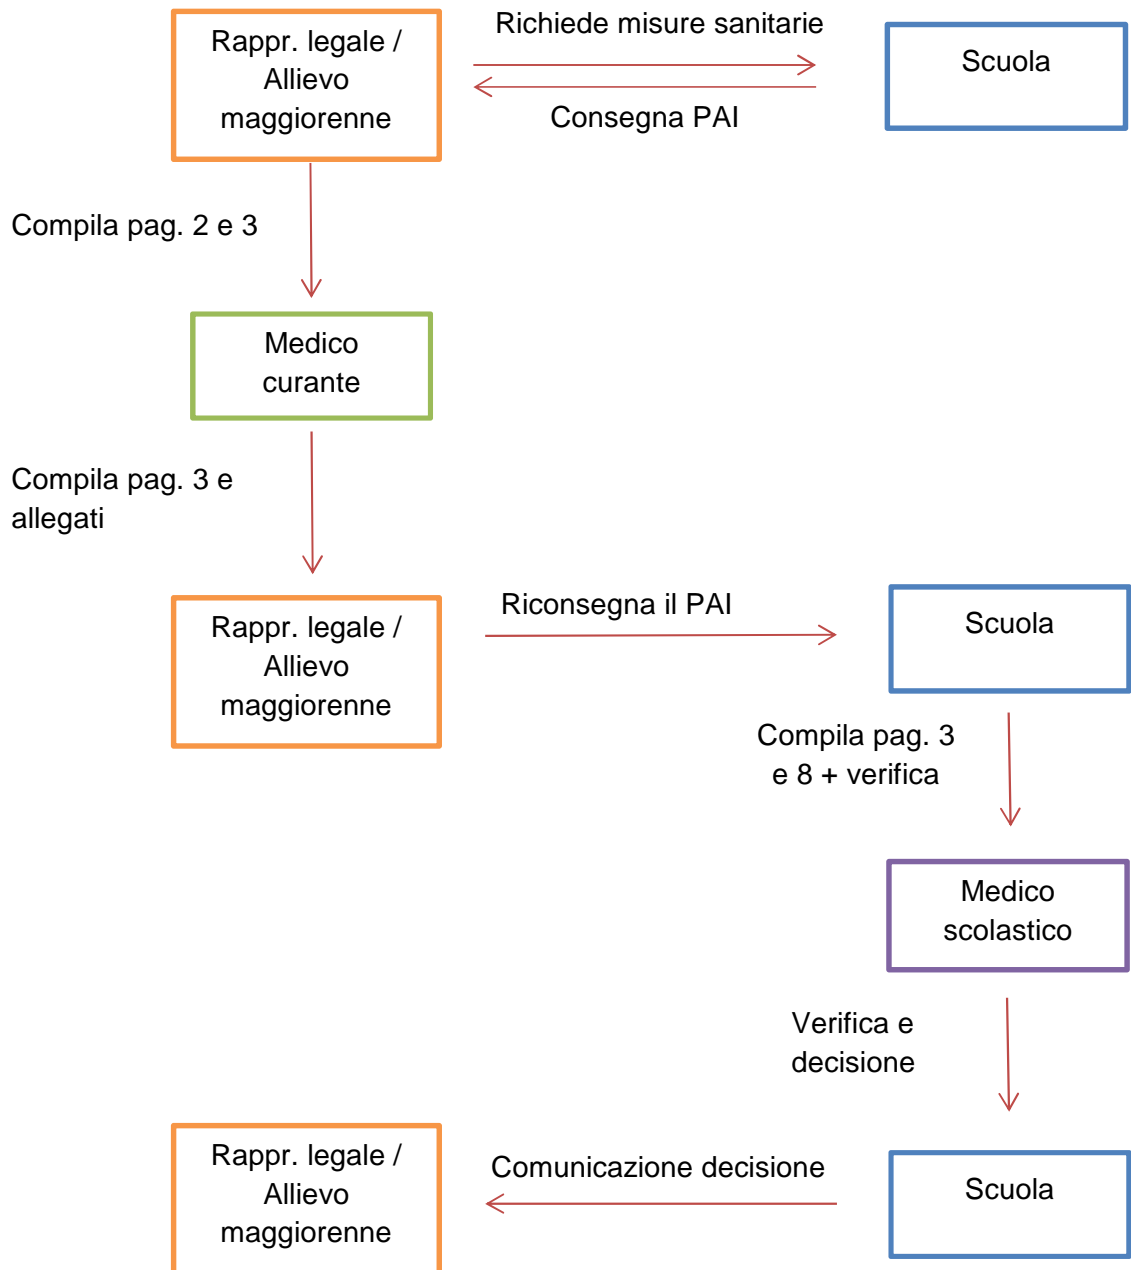 Rappr. legale /
Allievo
maggiorenne
Richiede misure sanitarie
Consegna PAI
Scuola
Compila pag. 2 e 3
Medico
curante
Compila pag. 3 e
allegati
Rappr. legale /
Allievo
maggiorenne
Riconsegna il PAI
Scuola
Compila pag. 3
e 8 + verifica
Medico
scolastico
Verifica e
decisione
Rappr. legale /
Allievo
maggiorenne
Comunicazione decisione
Scuola